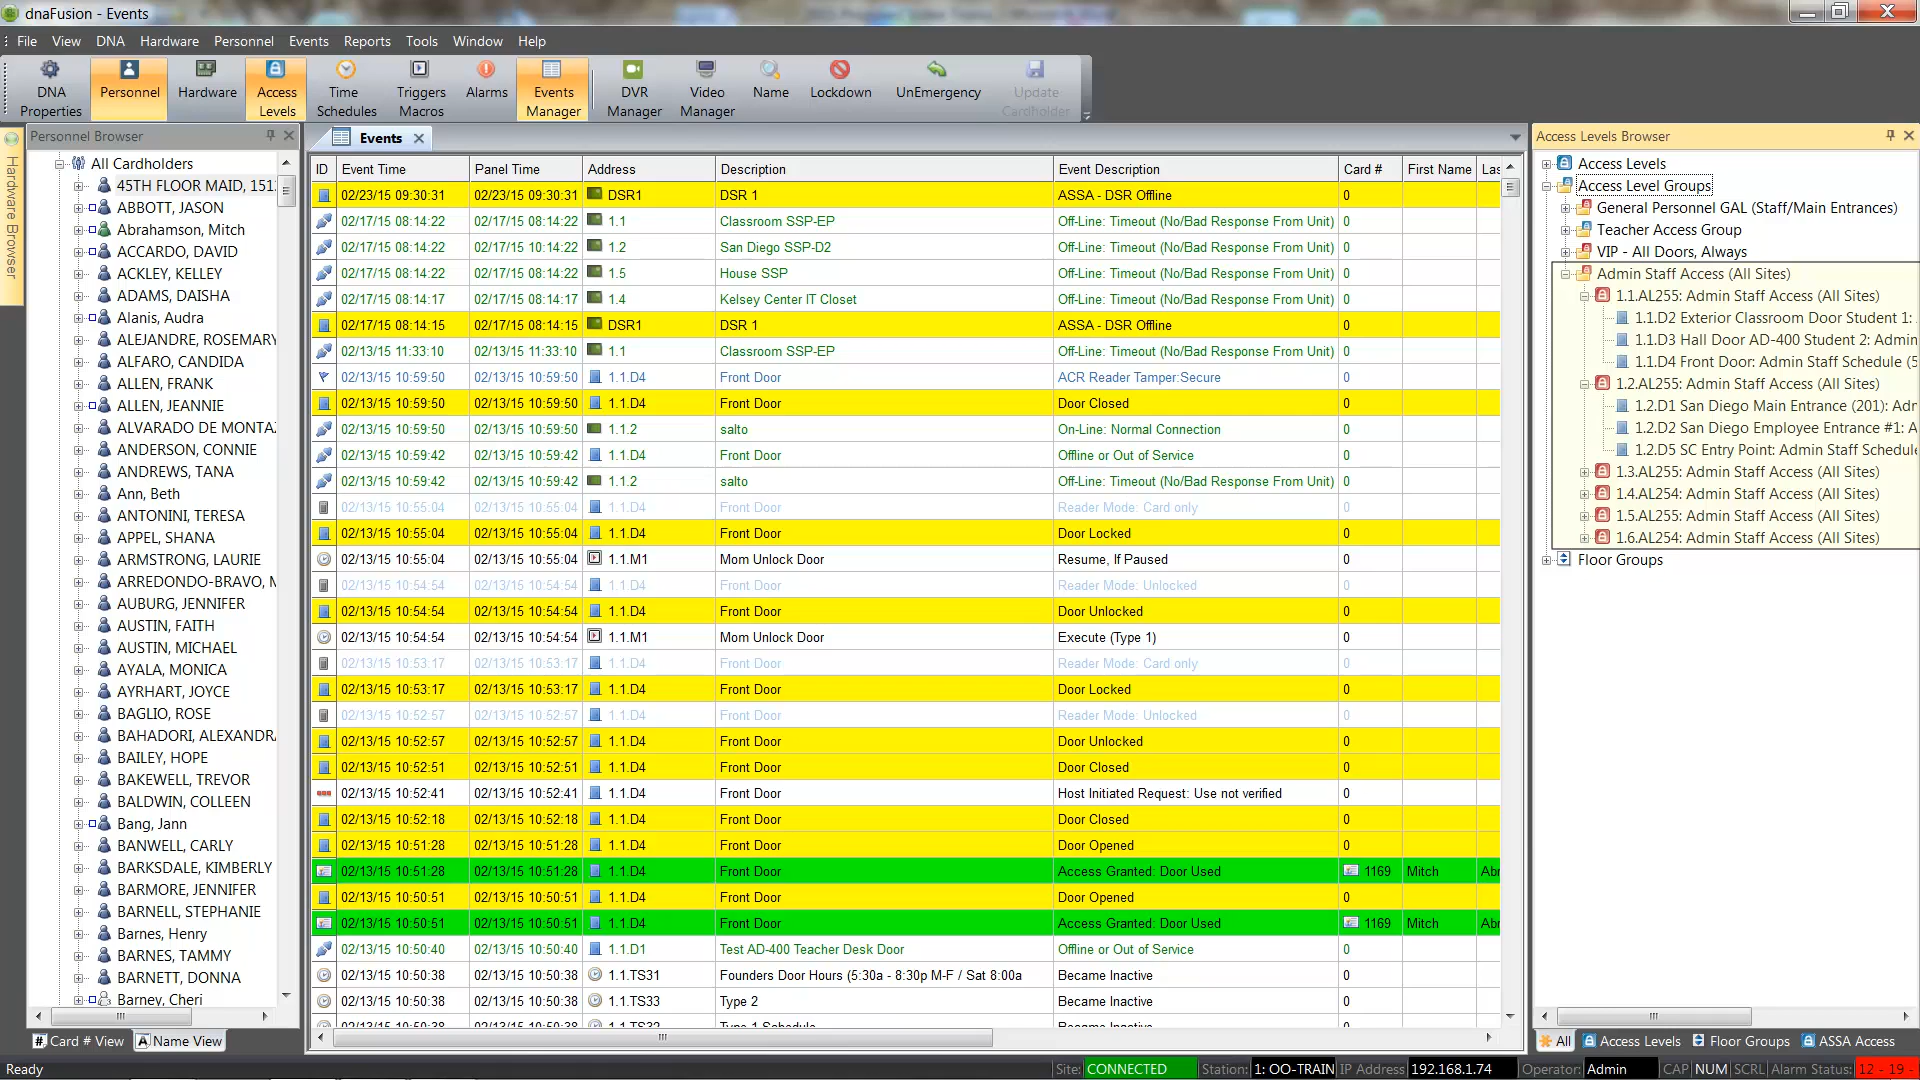 dnaFusion - Events
File View DNA Hardware Personnel Events Reports Tools Window Help
DNA Properties
Personnel
Hardware
Access Levels
Time Schedules
Triggers Macros
Alarms
Events Manager
DVR Manager
Video Manager
Name
Lockdown
UnEmergency
Update Cardholder
Hardware Browser
Personnel Browser
All Cardholders
45TH FLOOR MAID, 151
ABBOTT, JASON
Abrahamson, Mitch
ACCARDO, DAVID
ACKLEY, KELLEY
ADAMS, DAISHA
Alanis, Audra
ALEJANDRE, ROSEMARY
ALFARO, CANDIDA
ALLEN, FRANK
ALLEN, JEANNIE
ALVARADO DE MONTA
ANDERSON, CONNIE
ANDREWS, TANA
Ann, Beth
ANTONINI, TERESA
APPEL, SHANA
ARMSTRONG, LAURIE
ARREDONDO-BRAVO, M
AUBURG, JENNIFER
AUSTIN, FAITH
AUSTIN, MICHAEL
AYALA, MONICA
AYRHART, JOYCE
BAGLIO, ROSE
BAHADORI, ALEXANDR
BAILEY, HOPE
BAKEWELL, TREVOR
BALDWIN, COLLEEN
Bang, Jann
BANWELL, CARLY
BARKSDALE, KIMBERLY
BARMORE, JENNIFER
BARNELL, STEPHANIE
Barnes, Henry
BARNES, TAMMY
BARNETT, DONNA
Barney, Cheri
Card # View Name View
Events
ID Event Time Panel Time Address Description Event Description Card # First Name Las
02/23/15 09:30:31 02/23/15 09:30:31 DSR1 DSR 1 ASSA - DSR Offline 0
02/17/15 08:14:22 02/17/15 08:14:22 1.1 Classroom SSP-EP Off-Line: Timeout (No/Bad Response From Unit) 0
02/17/15 08:14:22 02/17/15 10:14:22 1.2 San Diego SSP-D2 Off-Line: Timeout (No/Bad Response From Unit) 0
02/17/15 08:14:22 02/17/15 08:14:22 1.5 House SSP Off-Line: Timeout (No/Bad Response From Unit) 0
02/17/15 08:14:17 02/17/15 08:14:17 1.4 Kelsey Center IT Closet Off-Line: Timeout (No/Bad Response From Unit) 0
02/17/15 08:14:15 02/17/15 08:14:15 DSR1 DSR 1 ASSA - DSR Offline 0
02/13/15 11:33:10 02/13/15 11:33:10 1.1 Classroom SSP-EP Off-Line: Timeout (No/Bad Response From Unit) 0
02/13/15 10:59:50 02/13/15 10:59:50 1.1.D4 Front Door ACR Reader Tamper:Secure 0
02/13/15 10:59:50 02/13/15 10:59:50 1.1.D4 Front Door Door Closed 0
02/13/15 10:59:50 02/13/15 10:59:50 1.1.2 salto On-Line: Normal Connection 0
02/13/15 10:59:42 02/13/15 10:59:42 1.1.D4 Front Door Offline or Out of Service 0
02/13/15 10:59:42 02/13/15 10:59:42 1.1.2 salto Off-Line: Timeout (No/Bad Response From Unit) 0
02/13/15 10:55:04 02/13/15 10:55:04 1.1.D4 Front Door Reader Mode: Card only 0
02/13/15 10:55:04 02/13/15 10:55:04 1.1.D4 Front Door Door Locked 0
02/13/15 10:55:04 02/13/15 10:55:04 1.1.M1 Mom Unlock Door Resume, If Paused 0
02/13/15 10:54:54 02/13/15 10:54:54 1.1.D4 Front Door Reader Mode: Unlocked 0
02/13/15 10:54:54 02/13/15 10:54:54 1.1.D4 Front Door Door Unlocked 0
02/13/15 10:54:54 02/13/15 10:54:54 1.1.M1 Mom Unlock Door Execute (Type 1) 0
02/13/15 10:53:17 02/13/15 10:53:17 1.1.D4 Front Door Reader Mode: Card only 0
02/13/15 10:53:17 02/13/15 10:53:17 1.1.D4 Front Door Door Locked 0
02/13/15 10:52:57 02/13/15 10:52:57 1.1.D4 Front Door Reader Mode: Unlocked 0
02/13/15 10:52:57 02/13/15 10:52:57 1.1.D4 Front Door Door Unlocked 0
02/13/15 10:52:51 02/13/15 10:52:51 1.1.D4 Front Door Door Closed 0
02/13/15 10:52:41 02/13/15 10:52:41 1.1.D4 Front Door Host Initiated Request: Use not verified 0
02/13/15 10:52:18 02/13/15 10:52:18 1.1.D4 Front Door Door Closed 0
02/13/15 10:51:28 02/13/15 10:51:28 1.1.D4 Front Door Door Opened 0
02/13/15 10:51:28 02/13/15 10:51:28 1.1.D4 Front Door Access Granted: Door Used 1169 Mitch Abr
02/13/15 10:50:51 02/13/15 10:50:51 1.1.D4 Front Door Door Opened 0
02/13/15 10:50:51 02/13/15 10:50:51 1.1.D4 Front Door Access Granted: Door Used 1169 Mitch Abr
02/13/15 10:50:40 02/13/15 10:50:40 1.1.D1 Test AD-400 Teacher Desk Door Offline or Out of Service 0
02/13/15 10:50:38 02/13/15 10:50:38 1.1.TS31 Founders Door Hours (5:30a - 8:30p M-F / Sat 8:00a Became Inactive 0
02/13/15 10:50:38 02/13/15 10:50:38 1.1.TS33 Type 2 Became Inactive 0
02/13/15 10:50:38 02/13/15 10:50:38 1.1.TS32 Type 1 Schedule Became Inactive 0
Access Levels Browser
Access Levels
Access Level Groups
General Personnel GAL (Staff/Main Entrances)
Teacher Access Group
VIP - All Doors, Always
Admin Staff Access (All Sites)
1.1.AL255: Admin Staff Access (All Sites)
1.1.D2 Exterior Classroom Door Student 1:
1.1.D3 Hall Door AD-400 Student 2: Admin
1.1.D4 Front Door: Admin Staff Schedule (5
1.2.AL255: Admin Staff Access (All Sites)
1.2.D1 San Diego Main Entrance (201): Adn
1.2.D2 San Diego Employee Entrance #1: A
1.2.D5 SC Entry Point: Admin Staff Schedule
1.3.AL255: Admin Staff Access (All Sites)
1.4.AL254: Admin Staff Access (All Sites)
1.5.AL255: Admin Staff Access (All Sites)
1.6.AL254: Admin Staff Access (All Sites)
Floor Groups
All Access Levels Floor Groups ASSA Access
Ready
Site: CONNECTED Station: 1: OO-TRAIN IP Address 192.168.1.74 Operator: Admin CAP NUM SCRL Alarm Status: 12 - 19 -